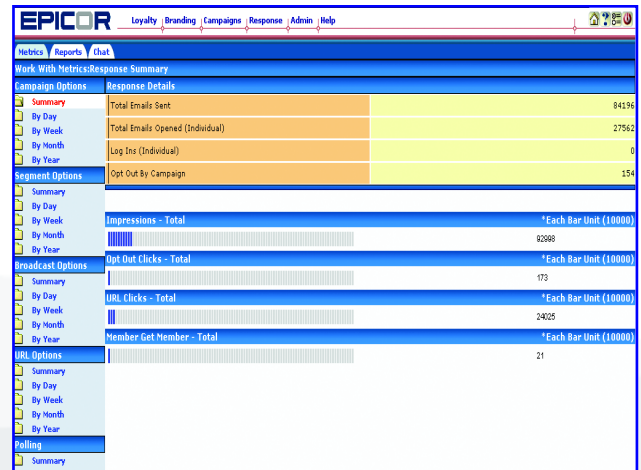 EPICOR
Loyalty Branding Campaigns Response Admin Help
Metrics Reports Chat
Work With Metrics:Response Summary
Campaign Options
Summary
By Day
By Week
By Month
By Year
Segment Options
Summary
By Day
By Week
By Month
By Year
Broadcast Options
Summary
By Day
By Week
By Month
By Year
URL Options
Summary
By Day
By Week
By Month
By Year
Polling
Summary
Response Details
Total Emails Sent 84196
Total Emails Opened (Individual) 27562
Log Ins (Individual) 0
Opt Out By Campaign 154
Impressions - Total *Each Bar Unit (10000)
92998
Opt Out Clicks - Total *Each Bar Unit (10000)
173
URL Clicks - Total *Each Bar Unit (10000)
24025
Member Get Member - Total *Each Bar Unit (10000)
21